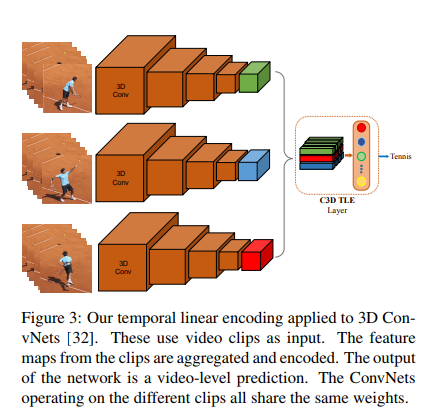 3D
Conv
3D
Conv
3D
Conv
Tennis
C3D TLE
Layer
Figure 3: Our temporal linear encoding applied to 3D Con-
vNets [32]. These use video clips as input. The feature
maps from the clips are aggregated and encoded. The output
of the network is a video-level prediction. The ConvNets
operating on the different clips all share the same weights.